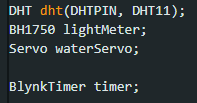 DHT dht(DHTPIN, DHT11);
BH1750 lightMeter;
Servo waterServo;
BlynkTimer timer;